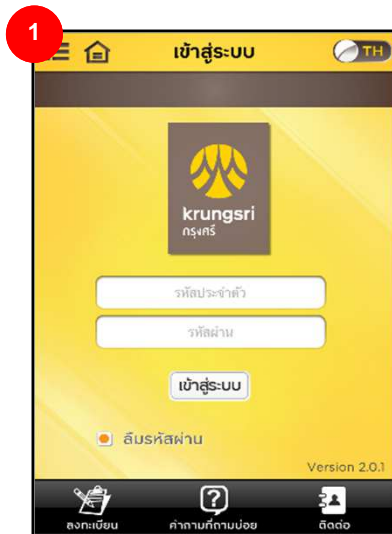 1
เข้าสู่ระบบ
TH
krungsri
กรุงศรี
รหัสประจำตัว
รหัสผ่าน
เข้าสู่ระบบ
ลืมรหัสผ่าน
Version 2.0.1
ลงทะเบียน คำถามที่ถามบ่อย ติดต่อ